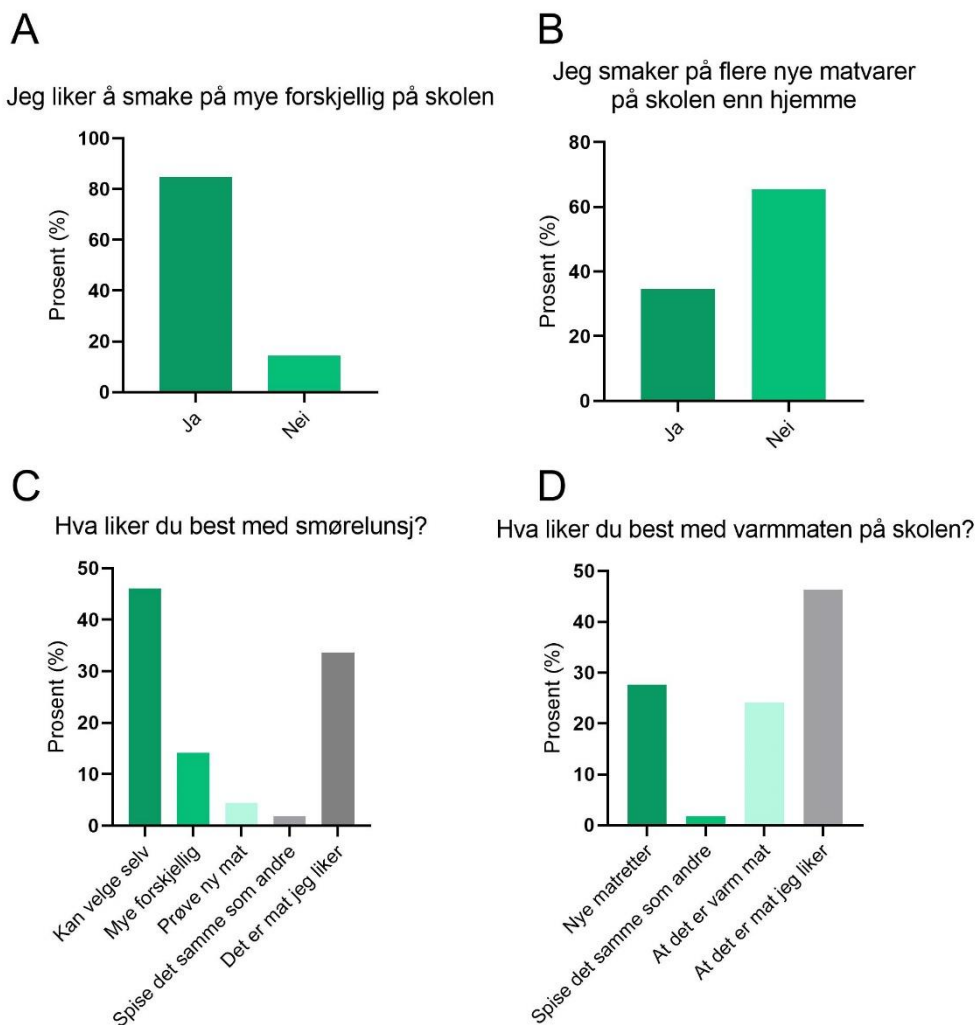 A
Jeg liker å smake på mye forskjellig på skolen
Prosent (%)
100
80
60
40
20
0
Ja
Nei
B
Jeg smaker på flere nye matvarer
på skolen enn hjemme
Prosent (%)
80
60
40
20
0
Ja
Nei
C
Hva liker du best med smørelunsj?
Prosent (%)
50
40
30
20
10
0
Kan velge selv
Mye forskjellig
Prøve ny mat
Spise det samme som andre
Det er mat jeg liker
D
Hva liker du best med varmmaten på skolen?
Prosent (%)
50
40
30
20
10
0
Nye matretter
Spise det samme som andre
At det er varm mat
At det er mat jeg liker